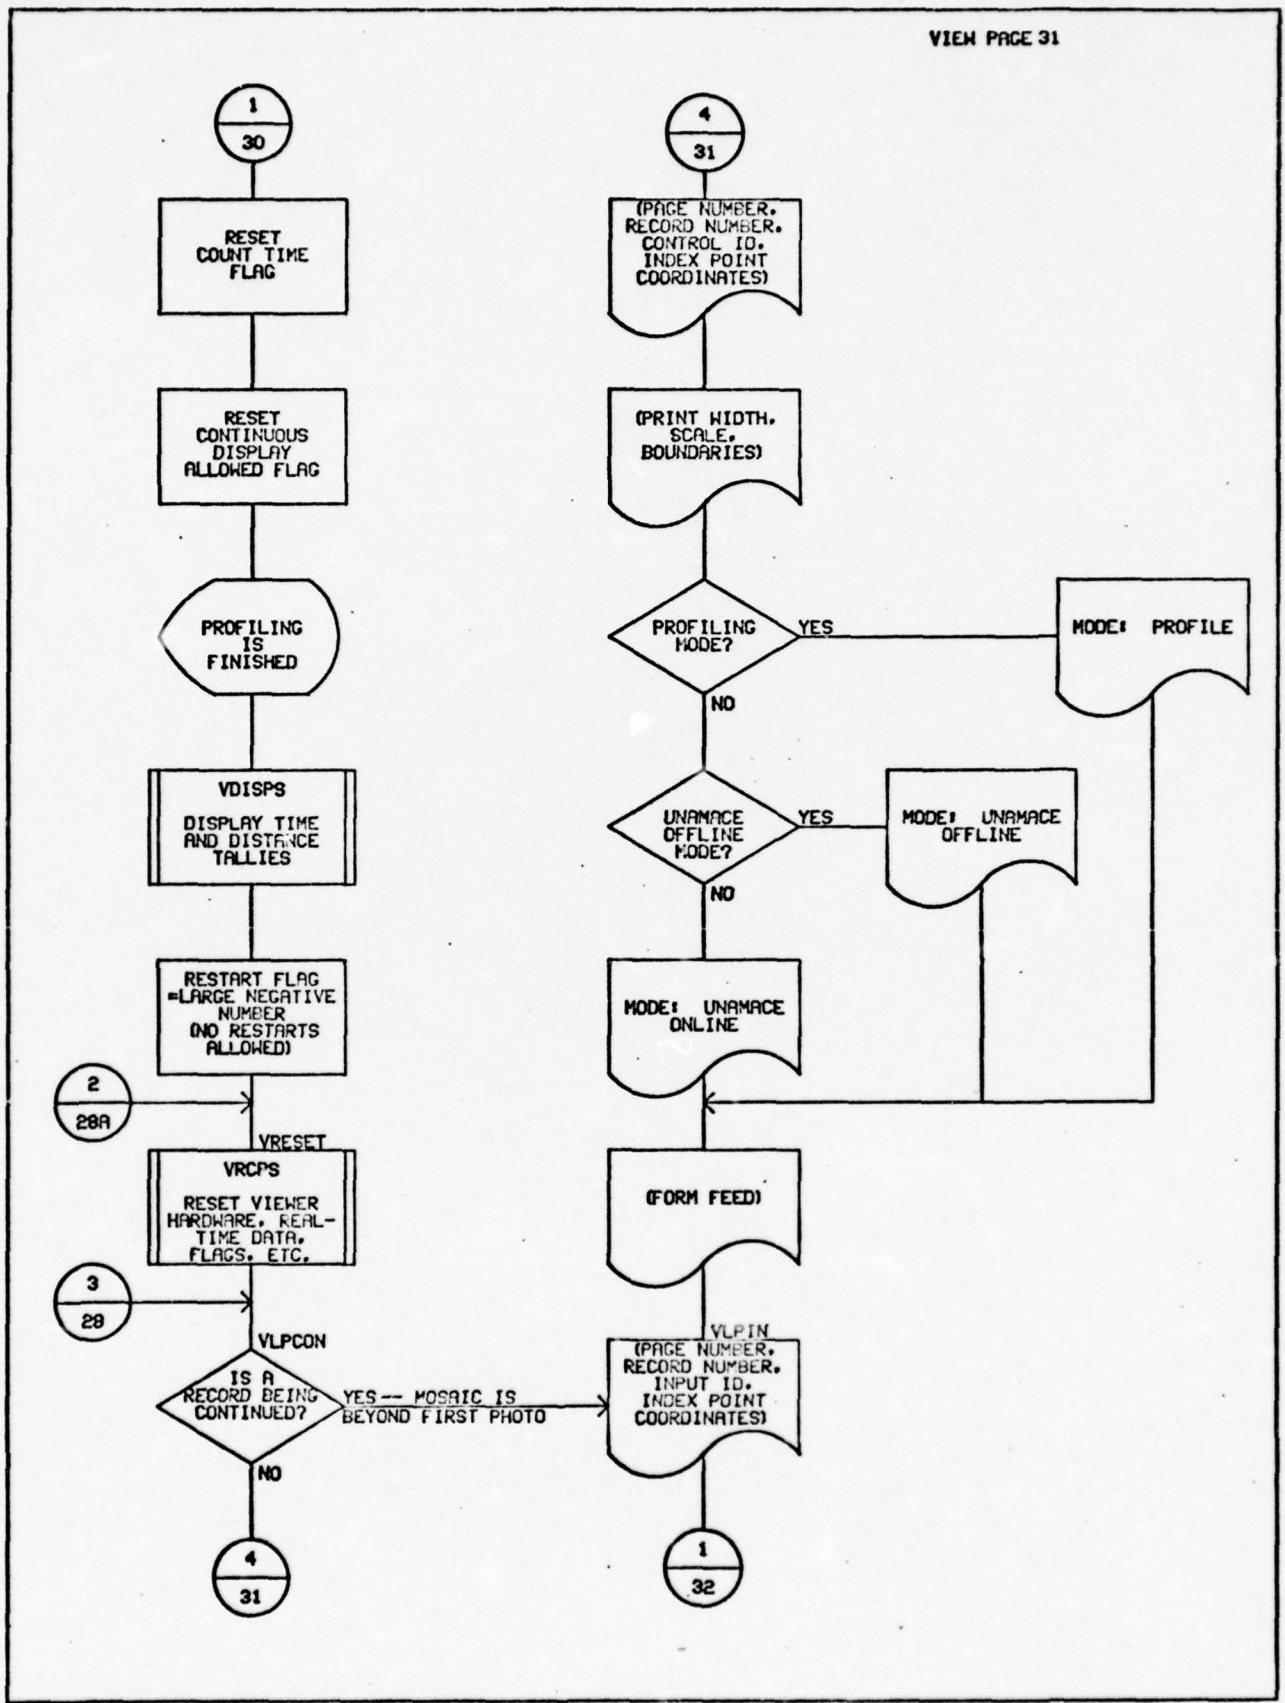 VIEW PAGE 31
1
30
RESET
COUNT TIME
FLAG
RESET
CONTINUOUS
DISPLAY
ALLOWED FLAG
PROFILING
IS
FINISHED
VDISPS
DISPLAY TIME
AND DISTANCE
TALLIES
RESTART FLAG
=LARGE NEGATIVE
NUMBER
(NO RESTARTS
ALLOWED)
2
28A
VRESET
VRCPS
RESET VIEWER
HARDWARE, REAL-
TIME DATA,
FLAGS, ETC.
3
29
VLPCON
IS A
RECORD BEING
CONTINUED?
YES-- MOSAIC IS
BEYOND FIRST PHOTO
NO
4
31
4
31
(PAGE NUMBER,
RECORD NUMBER,
CONTROL ID,
INDEX POINT
COORDINATES)
(PRINT WIDTH,
SCALE,
BOUNDARIES)
PROFILING
MODE?
YES
MODE: PROFILE
NO
UNAMACE
OFFLINE
MODE?
YES
MODE: UNAMACE
OFFLINE
NO
MODE: UNAMACE
ONLINE
(FORM FEED)
VLPIN
(PAGE NUMBER,
RECORD NUMBER,
INPUT ID,
INDEX POINT
COORDINATES)
1
32